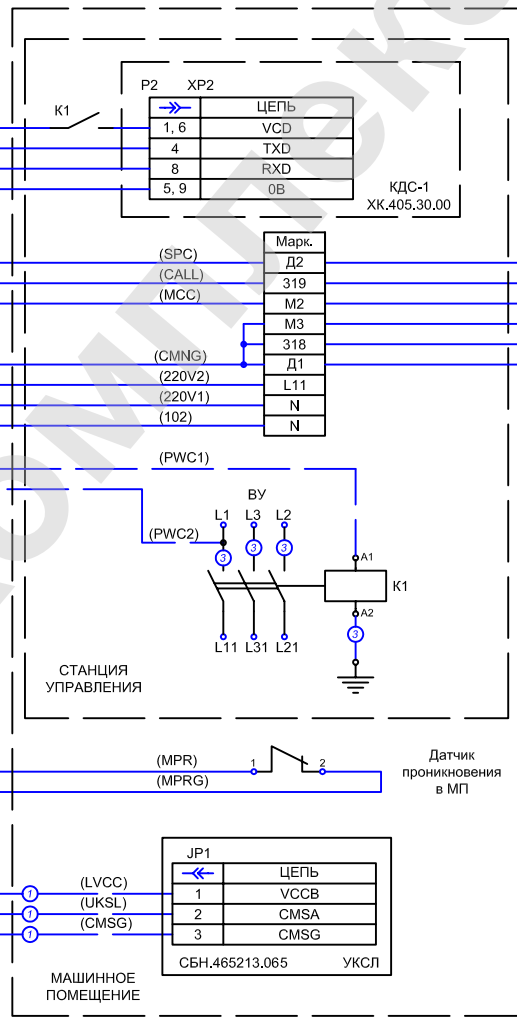 P2 XP2
ЦЕПЬ
K1
1, 6 VCD
4 TXD
8 RXD
5, 9 0B
КДС-1
ХК.405.30.00
Марк.
(SPC) Д2
(CALL) 319
(MCC) М2
М3
318
(CMNG) Д1
(220V2) L11
(220V1) N
(102) N
(PWC1)
ВУ
L1 L3 L2
(PWC2)
3 3 3
A1
K1
A2
3
L11 L31 L21
СТАНЦИЯ
УПРАВЛЕНИЯ
(MPR) 1 2
(MPRG)
Датчик
проникновения
в МП
JP1
ЦЕПЬ
1 (LVCC) 1 VCCB
1 (UKSL) 2 CMSA
1 (CMSG) 3 CMSG
СБН.465213.065 УКСЛ
МАШИННОЕ
ПОМЕЩЕНИЕ
комплекс